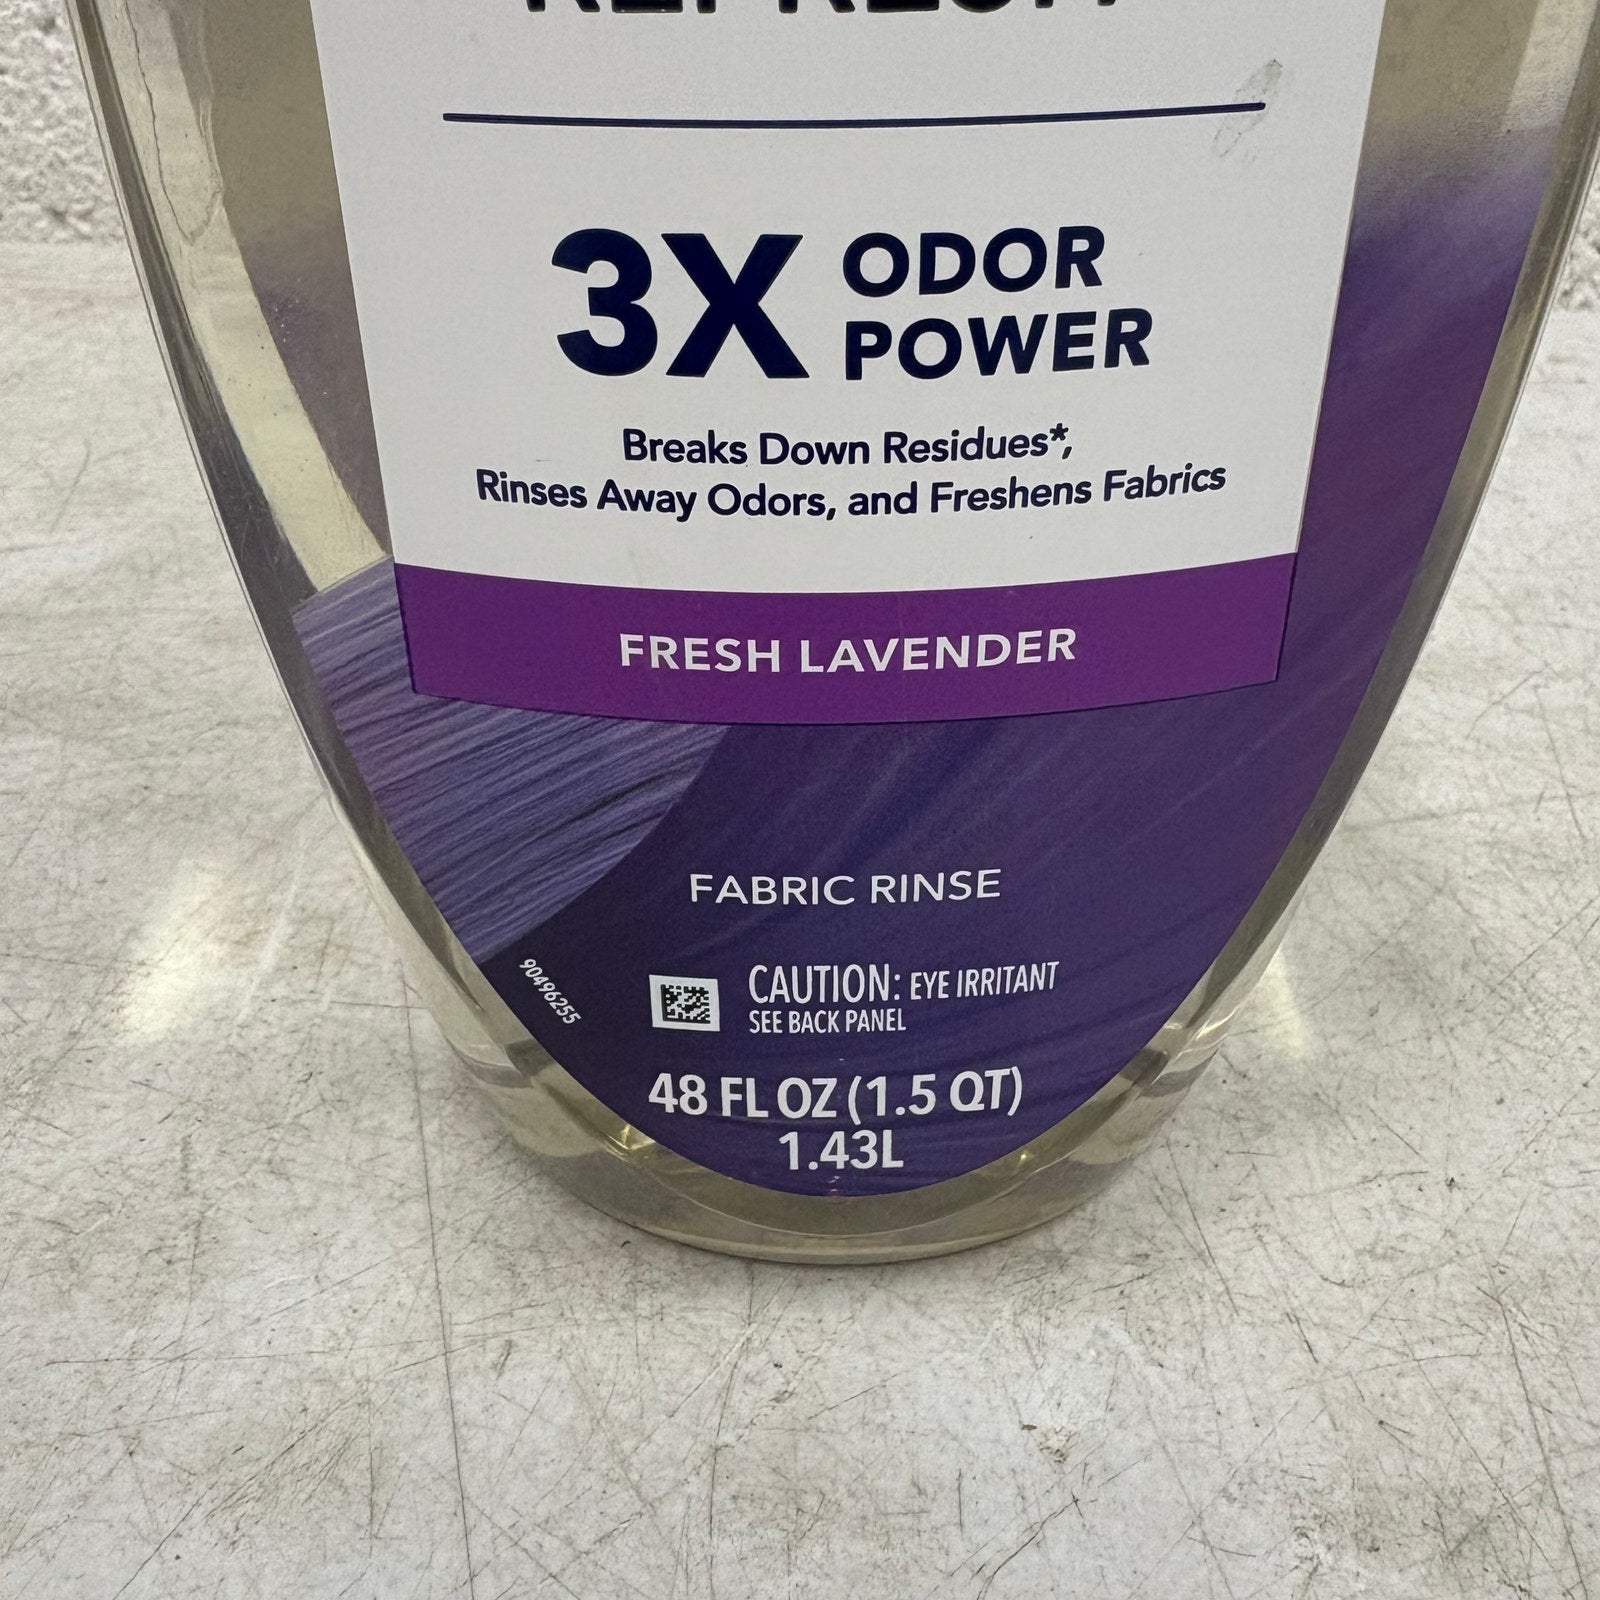 REFRESH
3X ODOR
POWER
Breaks Down Residues*,
Rinses Away Odors, and Freshens Fabrics
FRESH LAVENDER
FABRIC RINSE
90496255
CAUTION: EYE IRRITANT
SEE BACK PANEL
48 FL OZ (1.5 QT)
1.43L